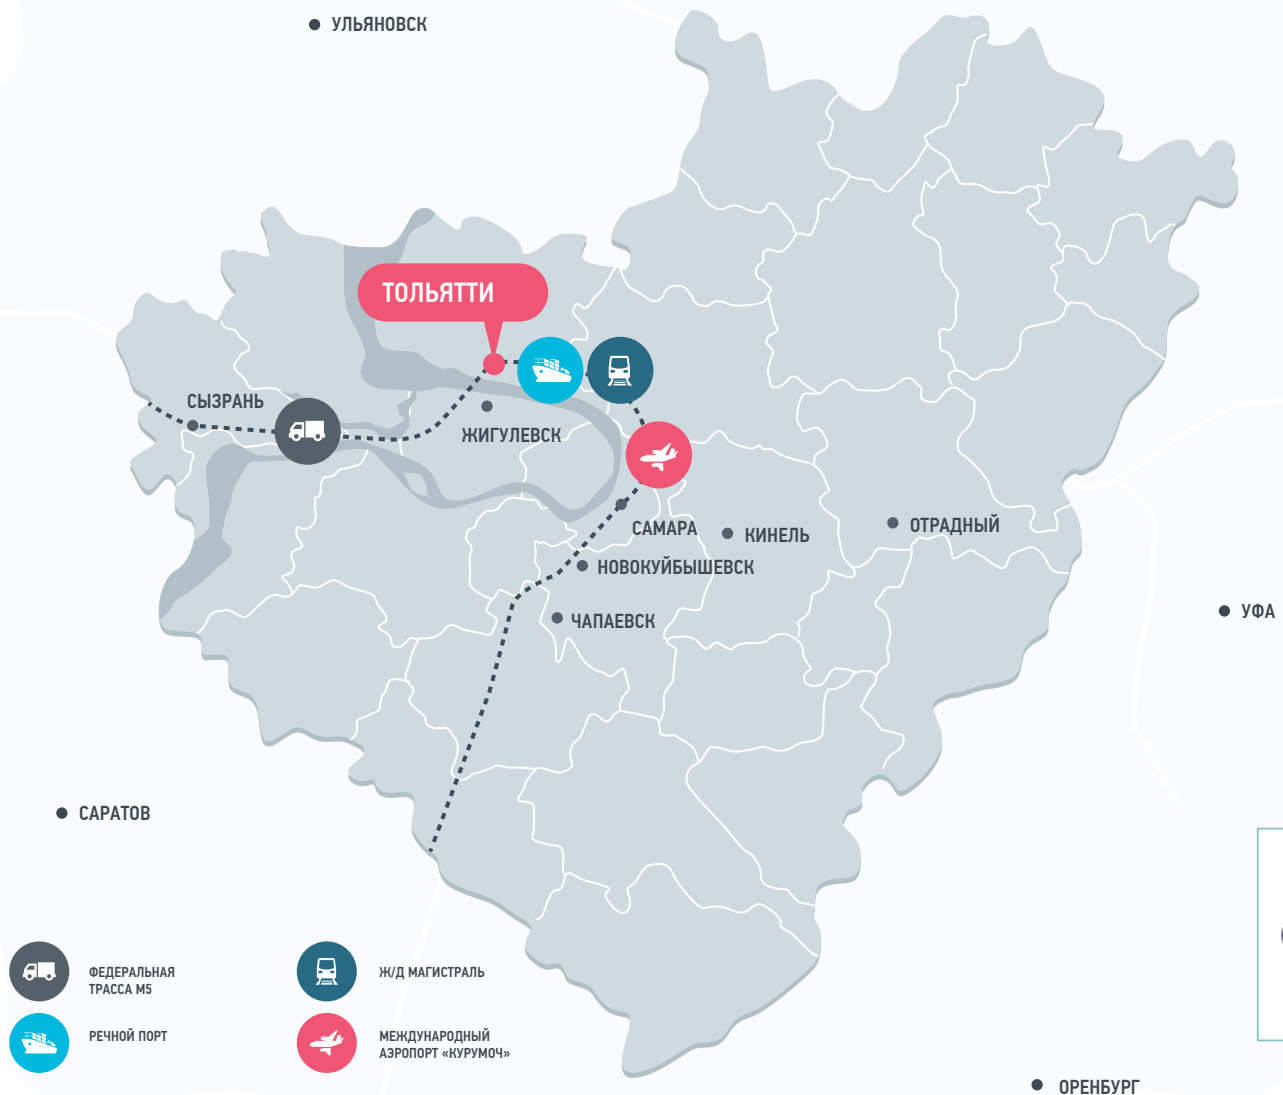 УЛЬЯНОВСК
ТОЛЬЯТТИ
СЫЗРАНЬ
ЖИГУЛЕВСК
САМАРА
КИНЕЛЬ
ОТРАДНЫЙ
НОВОКУЙБЫШЕВСК
УФА
ЧАПАЕВСК
САРАТОВ
ФЕДЕРАЛЬНАЯ
ТРАССА М5
Ж/Д МАГИСТРАЛЬ
РЕЧНОЙ ПОРТ
МЕЖДУНАРОДНЫЙ
АЭРОПОРТ «КУРУМОЧ»
ОРЕНБУРГ